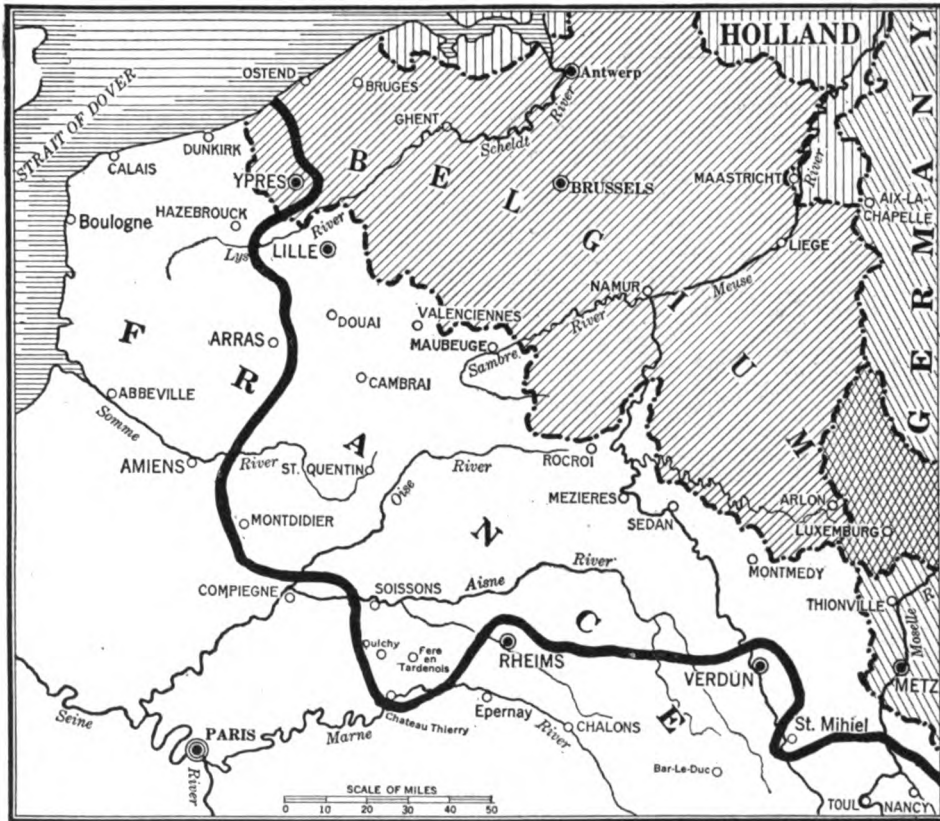 HOLLAND
GERMANY
STRAIT OF DOVER
OSTEND
BRUGES
Antwerp
GHENT
Scheldt River
DUNKIRK
CALAIS
YPRES
BELGIUM
BRUSSELS
MAASTRICHT
River
AIX-LA-
CHAPELLE
Boulogne
HAZEBROUCK
Lys River
LILLE
LIEGE
NAMUR
Meuse
River
Sambre
DOUAI
VALENCIENNES
MAUBEUGE
FRANCE
ARRAS
CAMBRAI
ABBEVILLE
Somme
River
AMIENS
ST. QUENTIN
Oise
River
ROCROI
MEZIERES
SEDAN
ARLON
LUXEMBURG
MONTDIDIER
MONTMEDY
COMPIEGNE
SOISSONS
Aisne
River
THIONVILLE
Moselle
R
Oulchy
Fere
en
Tardenois
RHEIMS
VERDUN
METZ
Seine
River
PARIS
Marne
River
Chateau Thierry
Epernay
CHALONS
St. Mihiel
Bar-Le-Duc
TOUL
NANCY
SCALE OF MILES
0 10 20 30 40 50